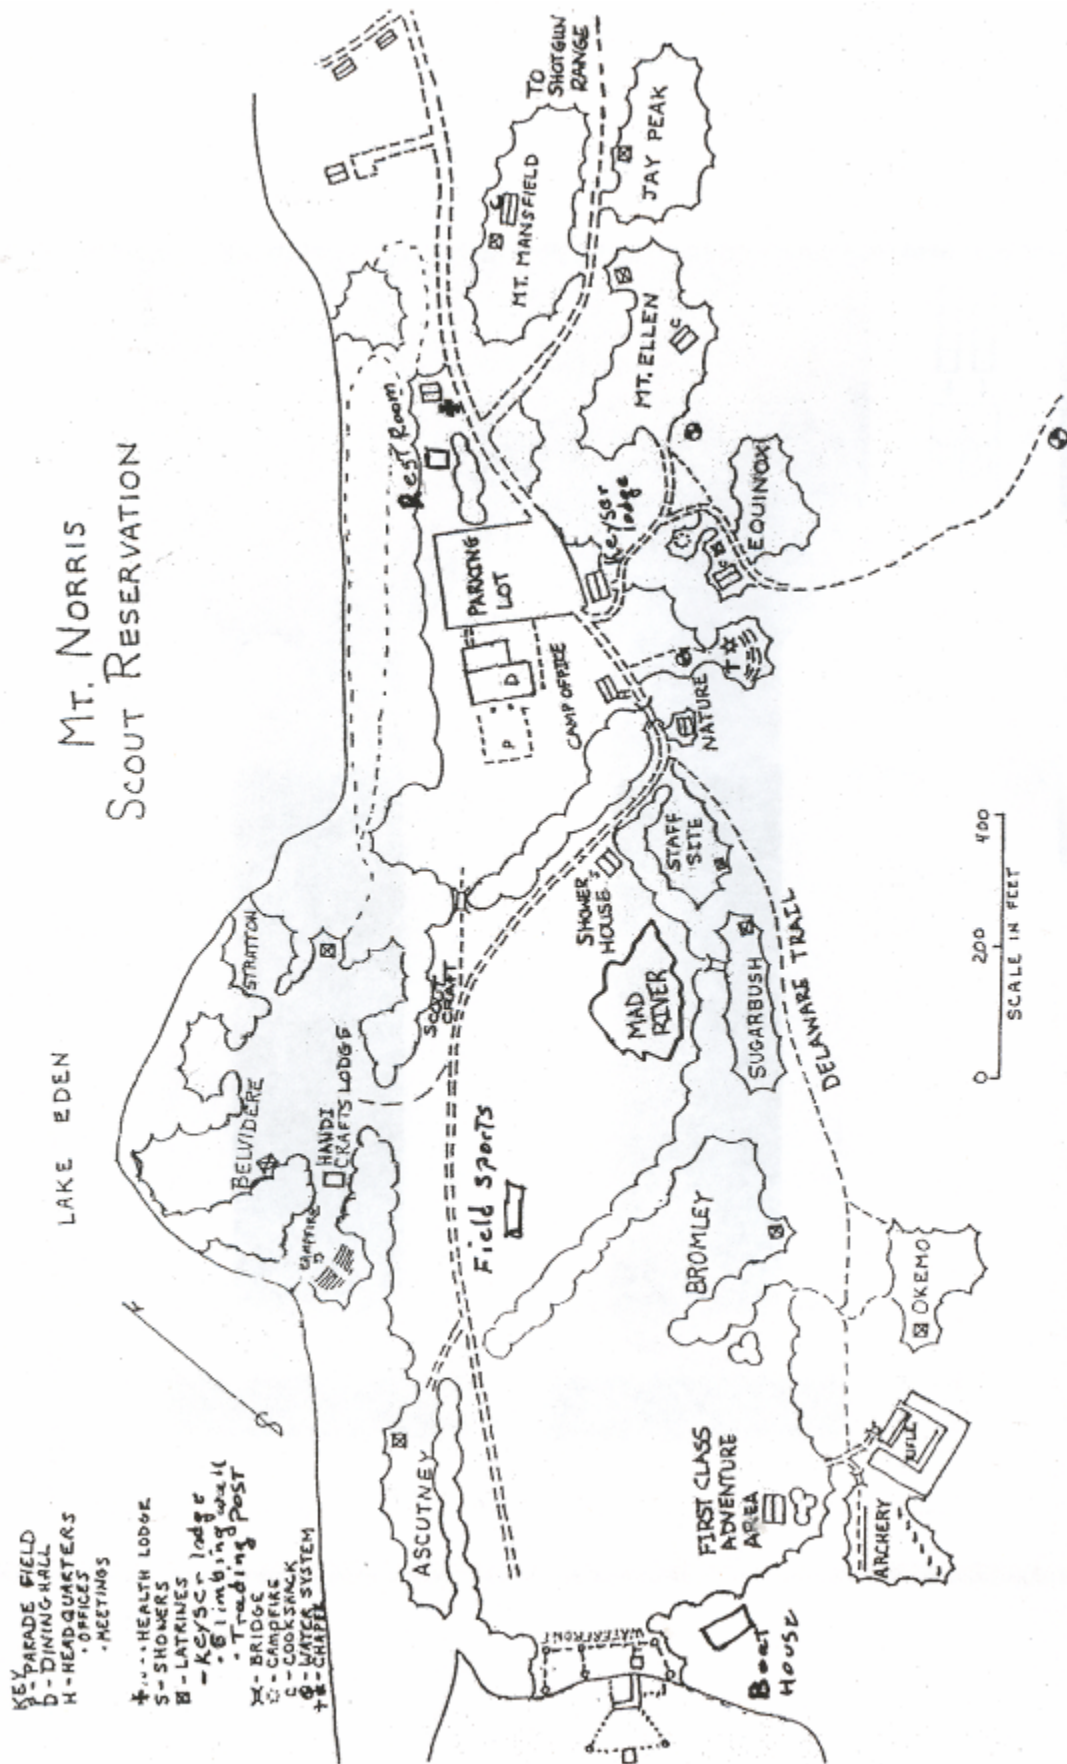 MT. NORRIS
SCOUT RESERVATION
LAKE EDEN
KEY
P - PARADE FIELD
D - DINING HALL
H - HEADQUARTERS
• OFFICES
• MEETINGS
HEALTH LODGE
S - SHOWERS
- LATRINES
- Keyser lodge
• Climbing wall
• Trading Post
- BRIDGE
- CAMPFIRE
C - COOKSHACK
- WATER SYSTEM
- CHAPEL
TO
SHOTGUN
RANGE
JAY PEAK
MT. MANSFIELD
C
MT. ELLEN
C
Rest Room
PARKING
LOT
Keyser
lodge
EQUINOX
C
D
P
CAMP OFFICE
H
NATURE
STAFF
SITE
SHOWER
HOUSE
S
MAD
RIVER
SUGARBUSH
DELAWARE TRAIL
STRATTON
SCOUT
CRAFT
BELVIDERE
HANDI
CRAFTS LODGE
CAMPFIRE
Field Sports
BROMLEY
OKEMO
ASCUTNEY
FIRST CLASS
ADVENTURE
AREA
RIFLE
ARCHERY
WATERFRONT
Boat
HOUSE
0 200 400
SCALE IN FEET